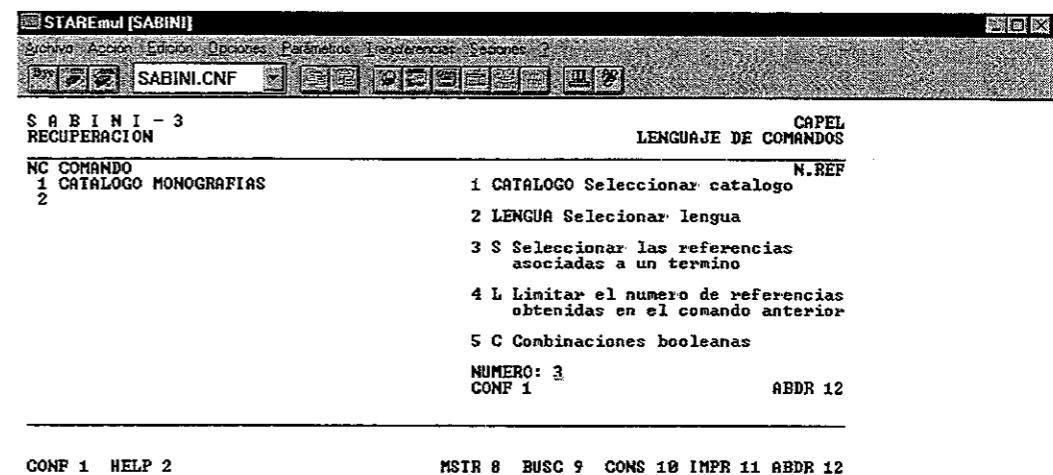 STAREmul [SABINI]
Archivo Acción Edición Opciones Parámetros Transferencias Sesiones ?
SABINI.CNF
S A B I N I - 3 CAPEL
RECUPERACION LENGUAJE DE COMANDOS
NC COMANDO N.REF
1 CATALOGO MONOGRAFIAS 1 CATALOGO Seleccionar catalogo
2
2 LENGUA Selecionar lengua
3 S Seleccionar las referencias
asociadas a un termino
4 L Limitar el numero de referencias
obtenidas en el comando anterior
5 C Combinaciones booleanas
NUMERO: 3
CONF 1 ABDR 12
CONF 1 HELP 2 MSTR 8 BUSC 9 CONS 10 IMPR 11 ABDR 12